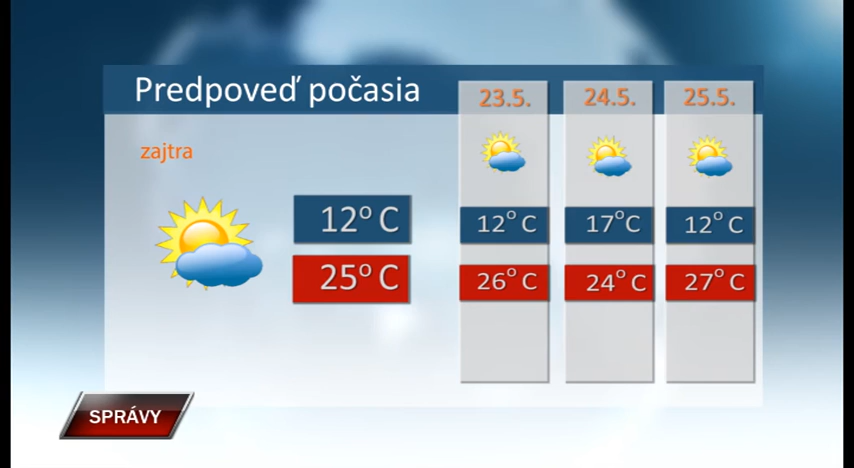 Predpoveď počasia
zajtra
12°C
25°C
23.5.
12°C
26°C
24.5.
17°C
24°C
25.5.
12°C
27°C
SPRÁVY